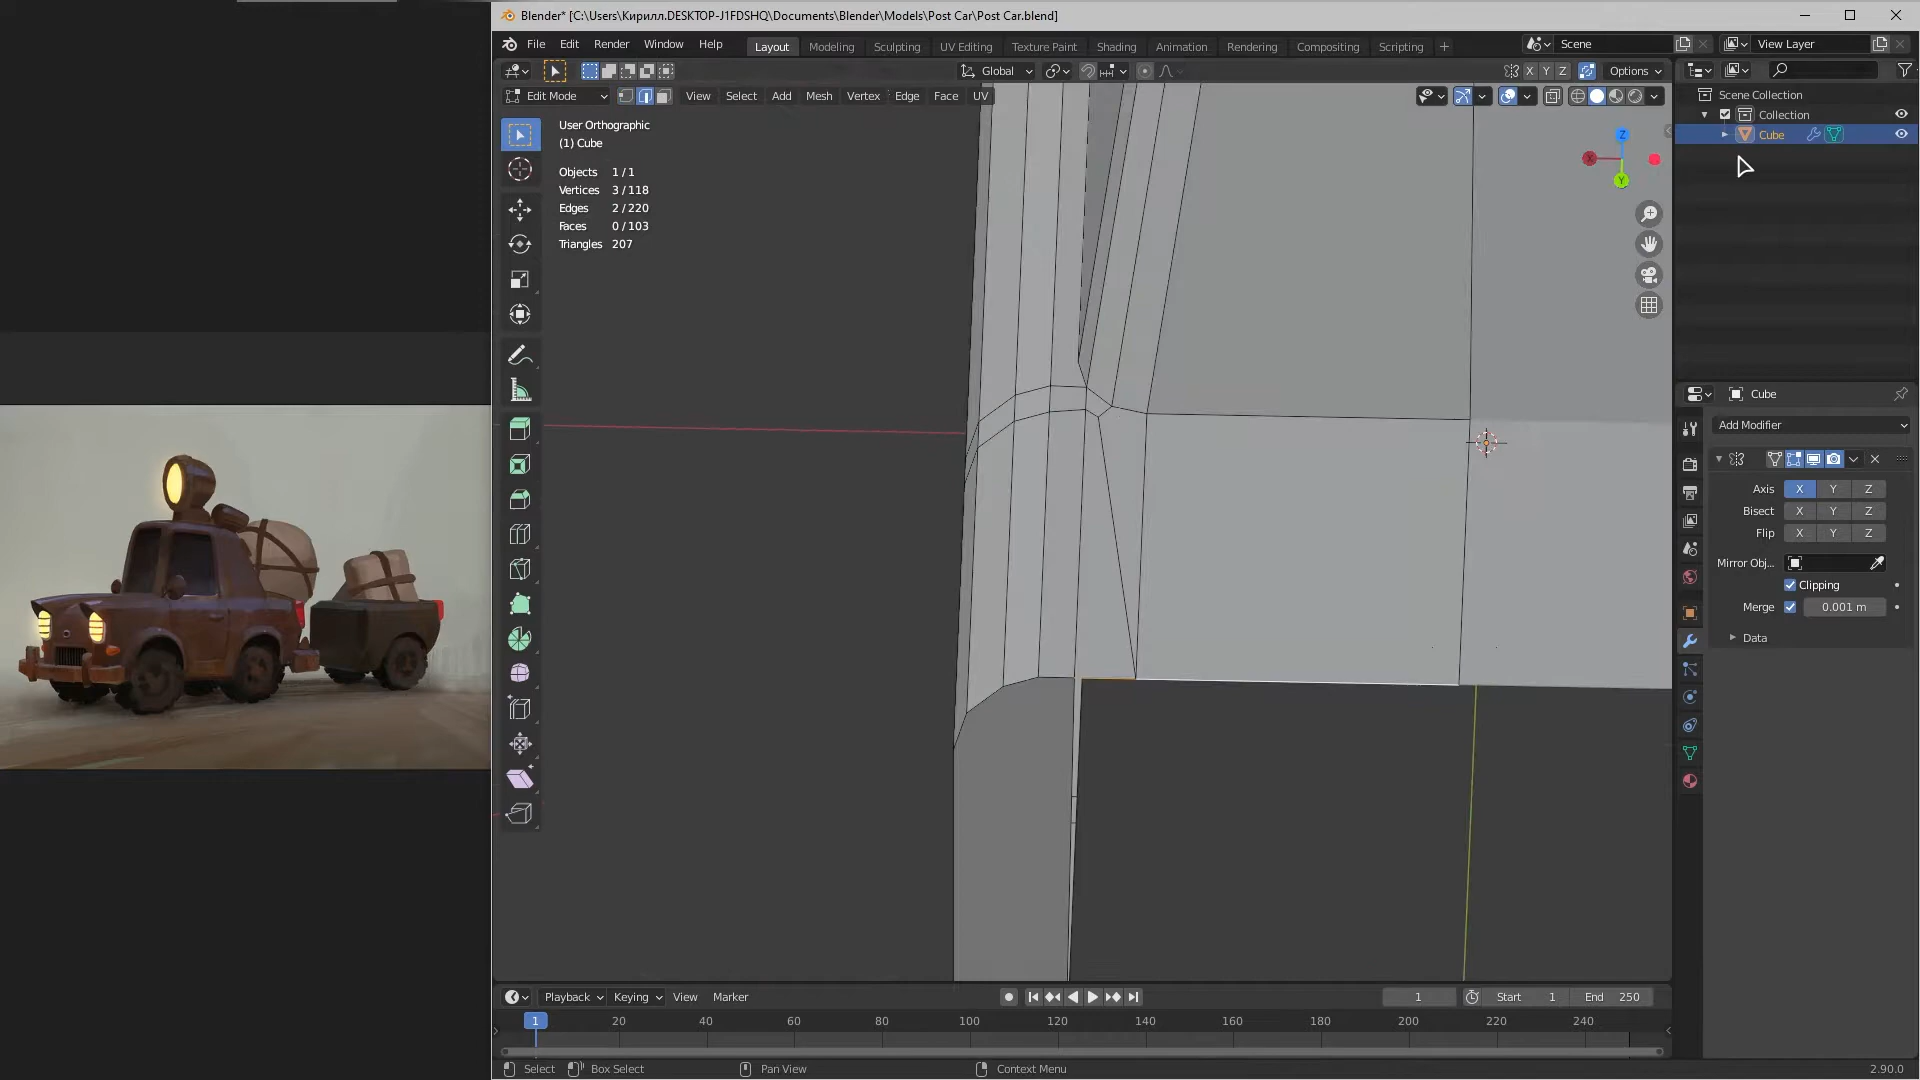 Blender* [C:\Users\Кирилл.DESKTOP-J1FDSHQ\Documents\Blender\Models\Post Car\Post Car.blend]
File Edit Render Window Help Layout Modeling Sculpting UV Editing Texture Paint Shading Animation Rendering Compositing Scripting + Scene View Layer
Global X Y Z Options
Edit Mode View Select Add Mesh Vertex Edge Face UV
Scene Collection
Collection
Cube
User Orthographic
(1) Cube
Objects 1 / 1
Vertices 3 / 118
Edges 2 / 220
Faces 0 / 103
Triangles 207
Z
X
Y
Cube
Add Modifier
Axis X Y Z
Bisect X Y Z
Flip X Y Z
Mirror Obj...
Clipping
Merge 0.001 m
Data
Playback Keying View Marker 1 Start 1 End 250
1 20 40 60 80 100 120 140 160 180 200 220 240
Select Box Select Pan View Context Menu 2.90.0